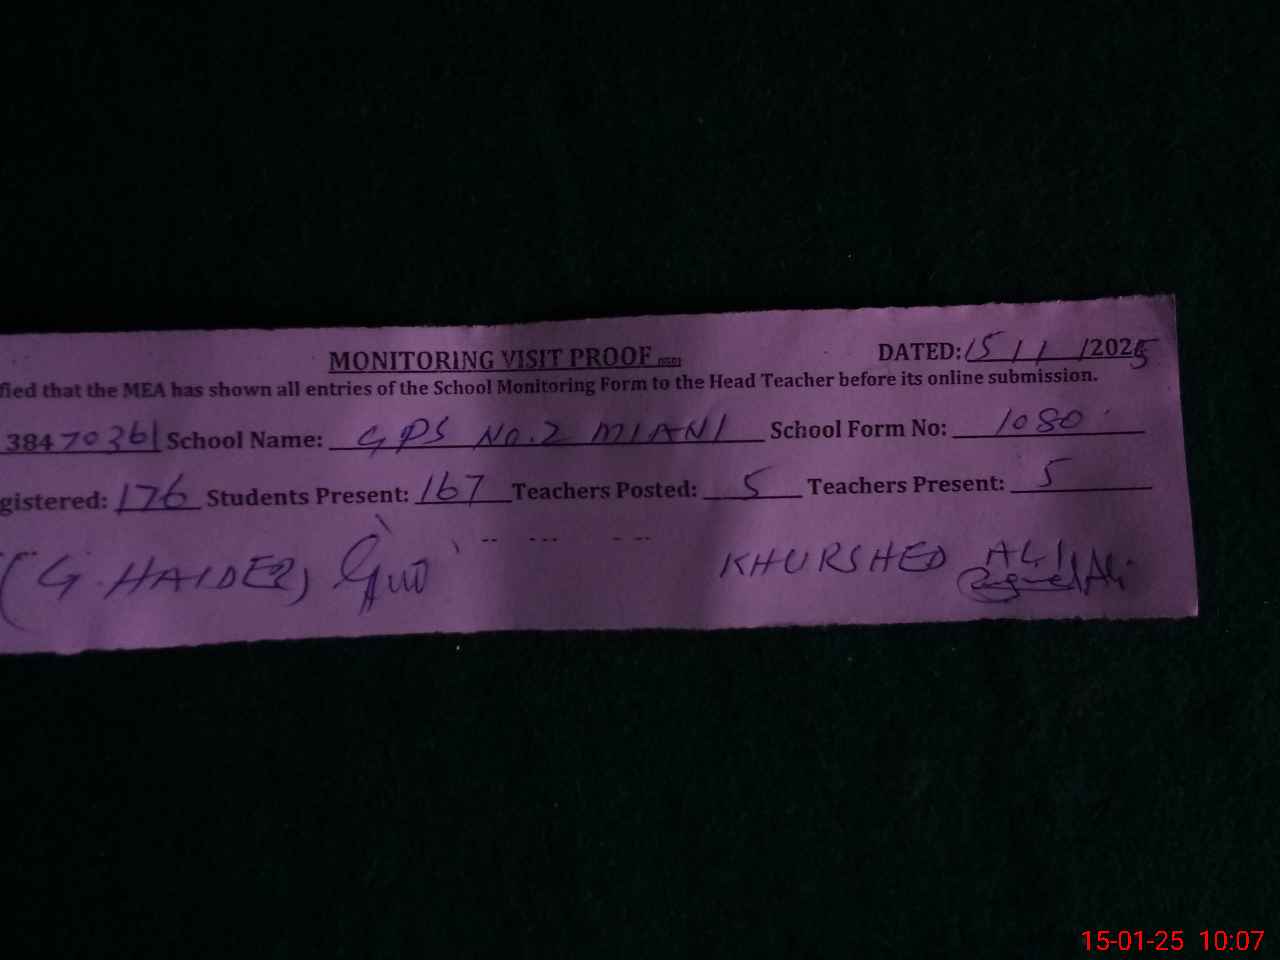 MONITORING VISIT PROOF
DATED: 15/1/2025
fied that the MEA has shown all entries of the School Monitoring Form to the Head Teacher before its online submission.
38470361 School Name: GPS No.2 MIANI School Form No: 1080
gistered: 176 Students Present: 167 Teachers Posted: 5 Teachers Present: 5
(G.HAIDER)
KHURSHED ALI
15-01-25 10:07